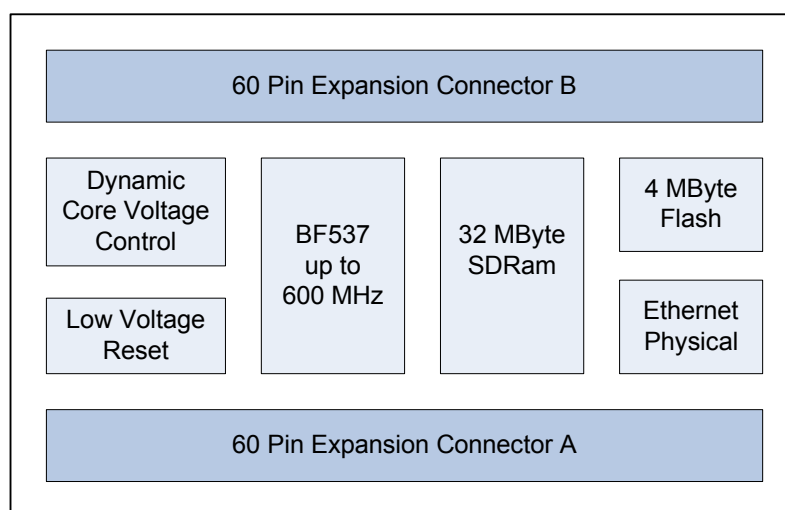 60 Pin Expansion Connector B
Dynamic
Core Voltage
Control
Low Voltage
Reset
BF537
up to
600 MHz
32 MByte
SDRam
4 MByte
Flash
Ethernet
Physical
60 Pin Expansion Connector A